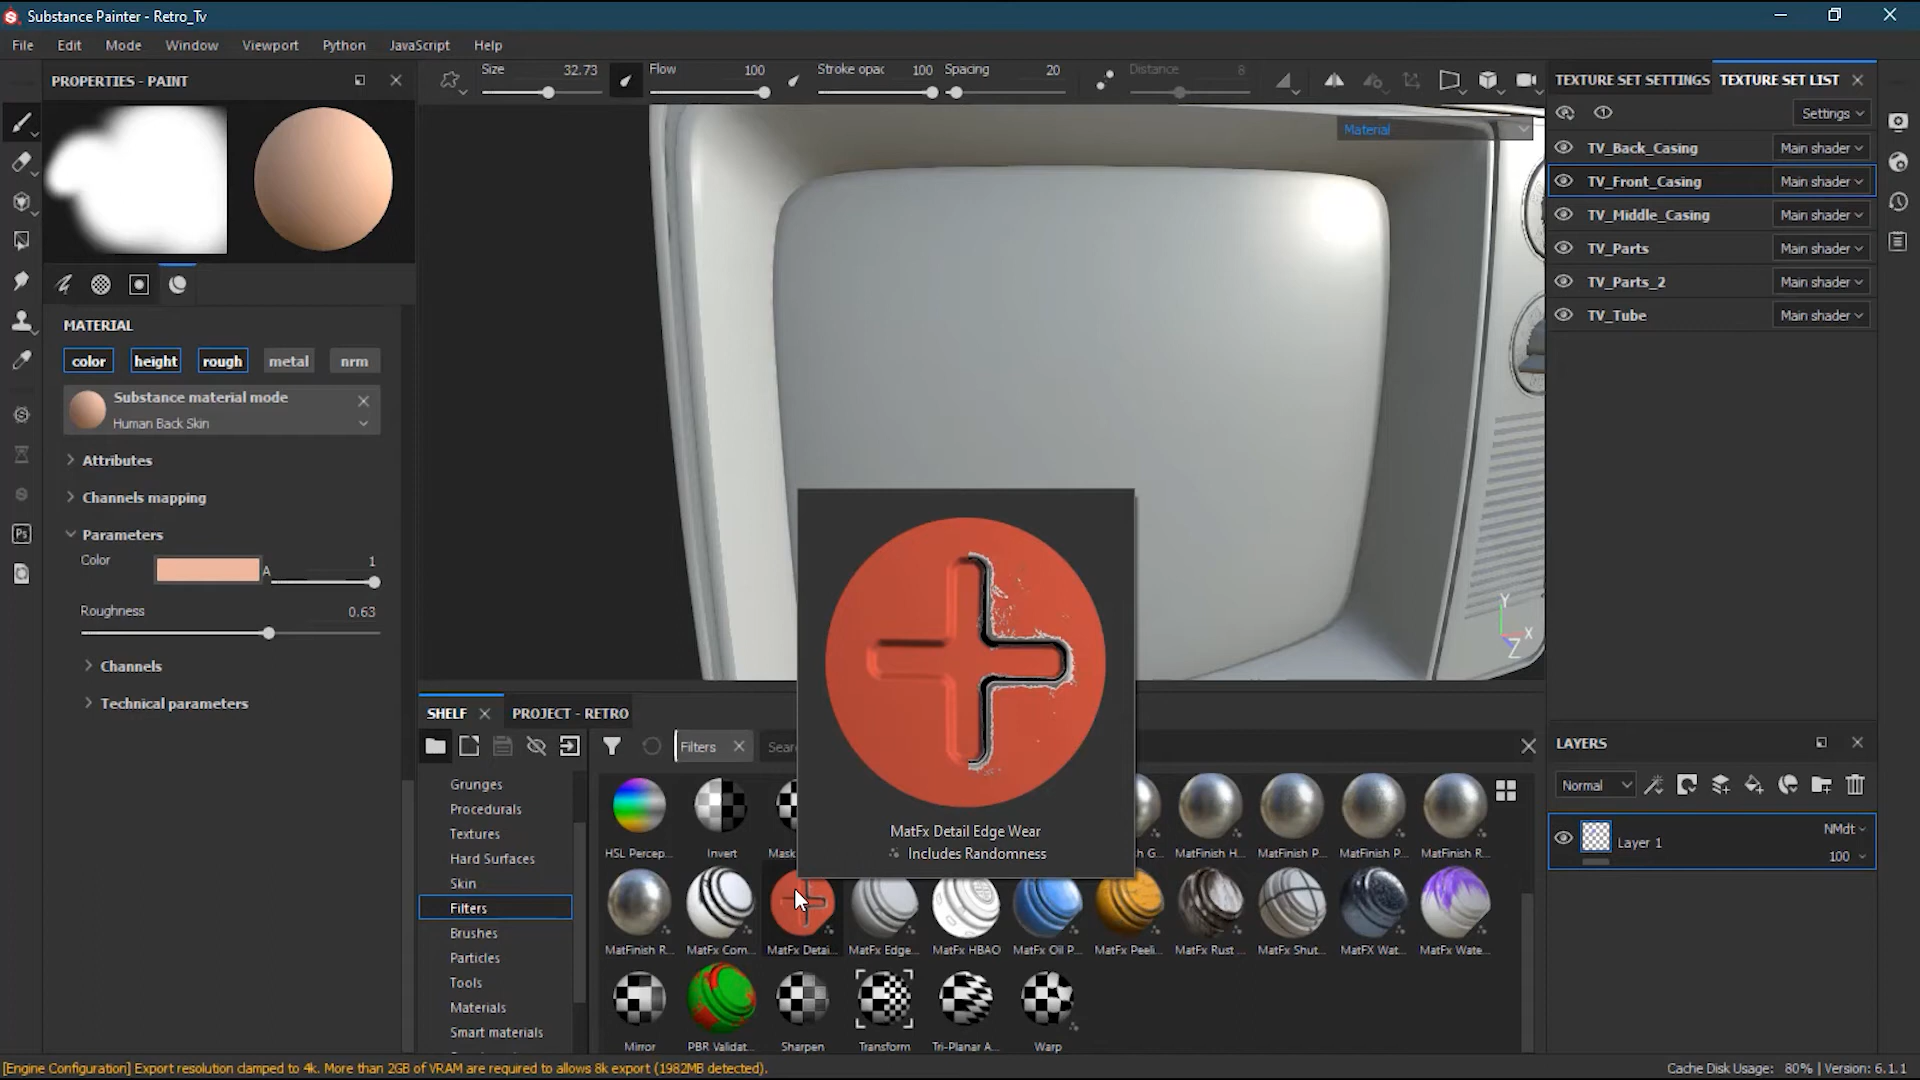 Substance Painter - Retro_Tv
File Edit Mode Window Viewport Python JavaScript Help
PROPERTIES - PAINT
Size 32.73 Flow 100 Stroke opac 100 Spacing 20 Distance 8
TEXTURE SET SETTINGS TEXTURE SET LIST
Settings
Material
TV_Back_Casing Main shader
TV_Front_Casing Main shader
TV_Middle_Casing Main shader
TV_Parts Main shader
TV_Parts_2 Main shader
TV_Tube Main shader
MATERIAL
color height rough metal nrm
Substance material mode
Human Back Skin
Attributes
Channels mapping
Parameters
Color A 1
Roughness 0.63
Channels
Technical parameters
Ps
Y
X
Z
SHELF PROJECT - RETRO
Filters
Sear
Grunges
Procedurals
Textures
Hard Surfaces
Skin
Filters
Brushes
Particles
Tools
Materials
Smart materials
MatFx Detail Edge Wear
Includes Randomness
HSL Percep... Invert Mask MatFinish H... MatFinish P... MatFinish P... MatFinish R...
MatFinish R... MatFx Com... MatFx Detai... MatFx Edge... MatFx HBAO MatFx Oil P... MatFx Peeli... MatFx Rust ... MatFx Shut... MatFX Wat... MatFx Wate...
Mirror PBR Validat... Sharpen Transform Tri-Planar A... Warp
LAYERS
Normal
Layer 1 NMdt
100
[Engine Configuration] Export resolution clamped to 4k. More than 2GB of VRAM are required to allows 8k export (1982MB detected).
Cache Disk Usage: 80% | Version: 6.1.1